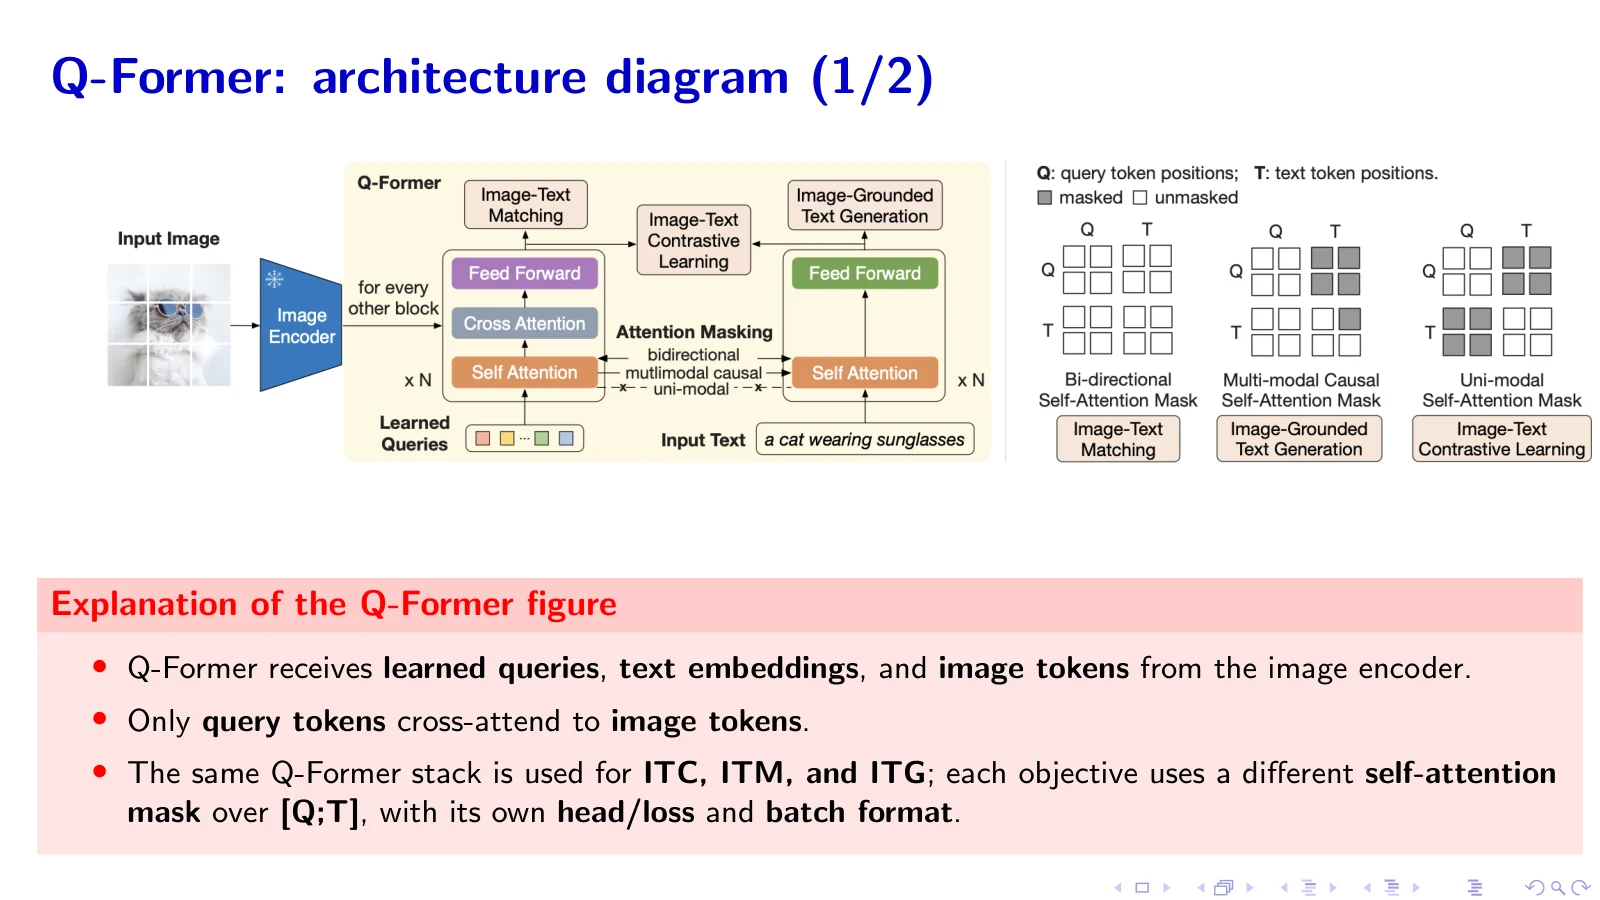 Q-Former: architecture diagram (1/2)
Input Image
Image
Encoder
for every
other block
Q-Former
Image-Text
Matching
Image-Text
Contrastive
Learning
Image-Grounded
Text Generation
Feed Forward
Cross Attention
Self Attention
x N
Feed Forward
Self Attention
x N
Attention Masking
bidirectional
mutlimodal causal
x uni-modal x
Learned
Queries
...
Input Text
a cat wearing sunglasses
Q: query token positions; T: text token positions.
masked unmasked
Q T
Q
T
Bi-directional
Self-Attention Mask
Image-Text
Matching
Q T
Q
T
Multi-modal Causal
Self-Attention Mask
Image-Grounded
Text Generation
Q T
Q
T
Uni-modal
Self-Attention Mask
Image-Text
Contrastive Learning
Explanation of the Q-Former figure
• Q-Former receives learned queries, text embeddings, and image tokens from the image encoder.
• Only query tokens cross-attend to image tokens.
• The same Q-Former stack is used for ITC, ITM, and ITG; each objective uses a different self-attention
mask over [Q;T], with its own head/loss and batch format.